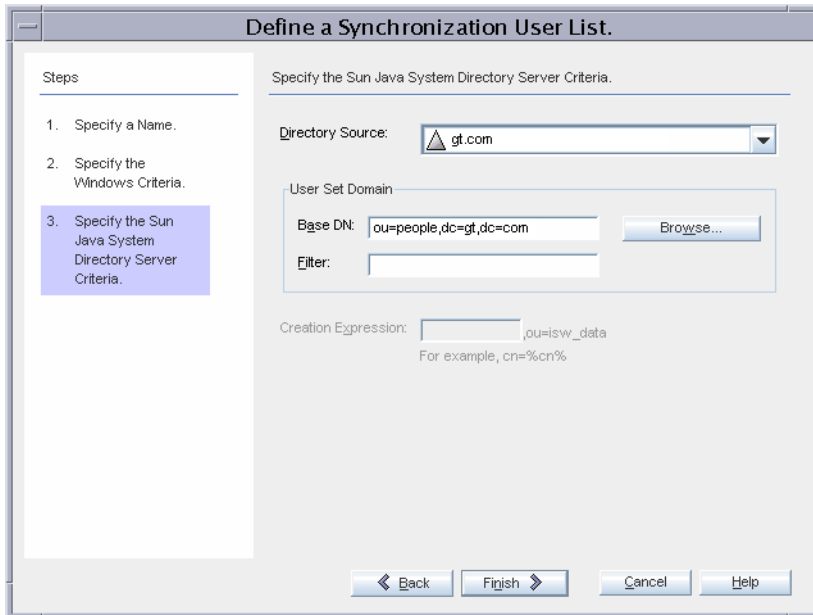 Define a Synchronization User List.
Steps
1. Specify a Name.
2. Specify the
Windows Criteria.
3. Specify the Sun
Java System
Directory Server
Criteria.
Specify the Sun Java System Directory Server Criteria.
Directory Source: gt.com
User Set Domain
Base DN: ou=people,dc=gt,dc=com Browse...
Filter:
Creation Expression: ,ou=isw_data
For example, cn=%cn%
Back Finish Cancel Help